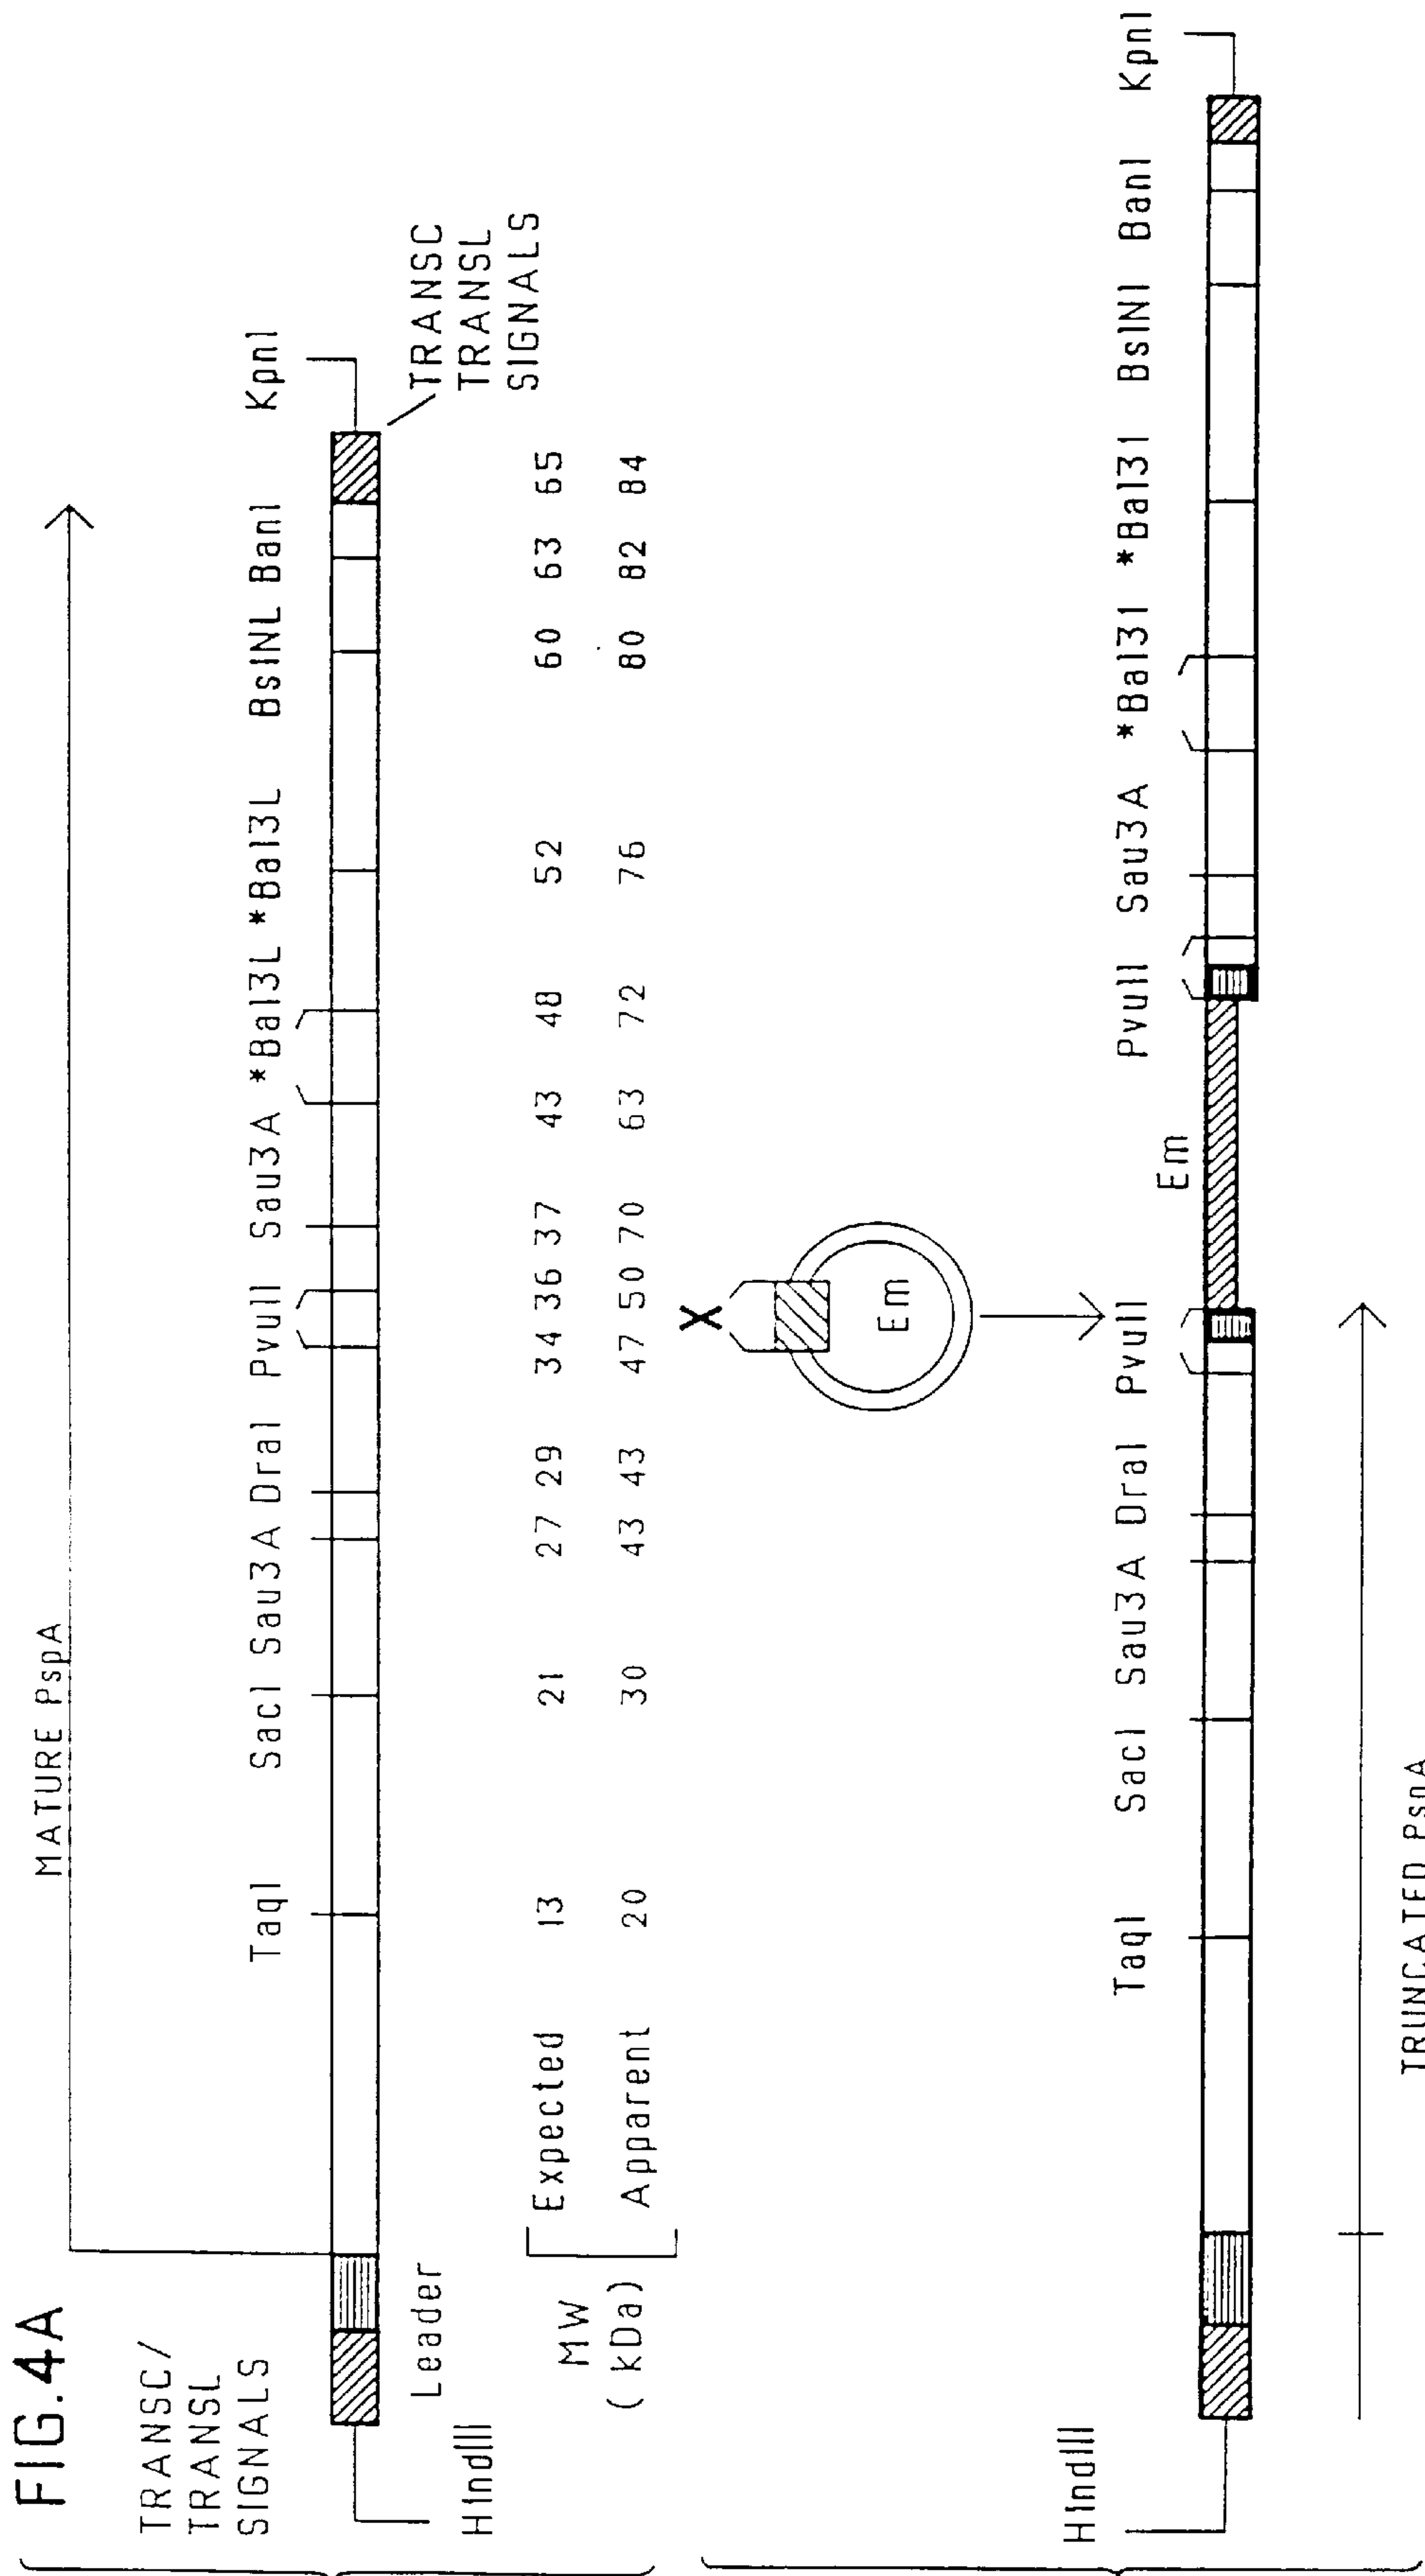 FIG.4A
MATURE PspA
TRANSC/
TRANSL
SIGNALS
TaqI SacI Sau3A DraI PvuII Sau3A *Bal3L *Bal3L BslNL BanI KpnI
HindIII
Leader
TRANSC
TRANSL
SIGNALS
MW
(kDa)
Expected 13 21 27 29 34 36 37 43 48 52 60 63 65
Apparent 20 30 43 43 47 50 70 63 72 76 80 82 84
X
Em
Em
HindIII
TaqI SacI Sau3A DraI PvuII PvuII Sau3A *Bal31 *Bal31 BslNI BanI KpnI
TRUNCATED PspA